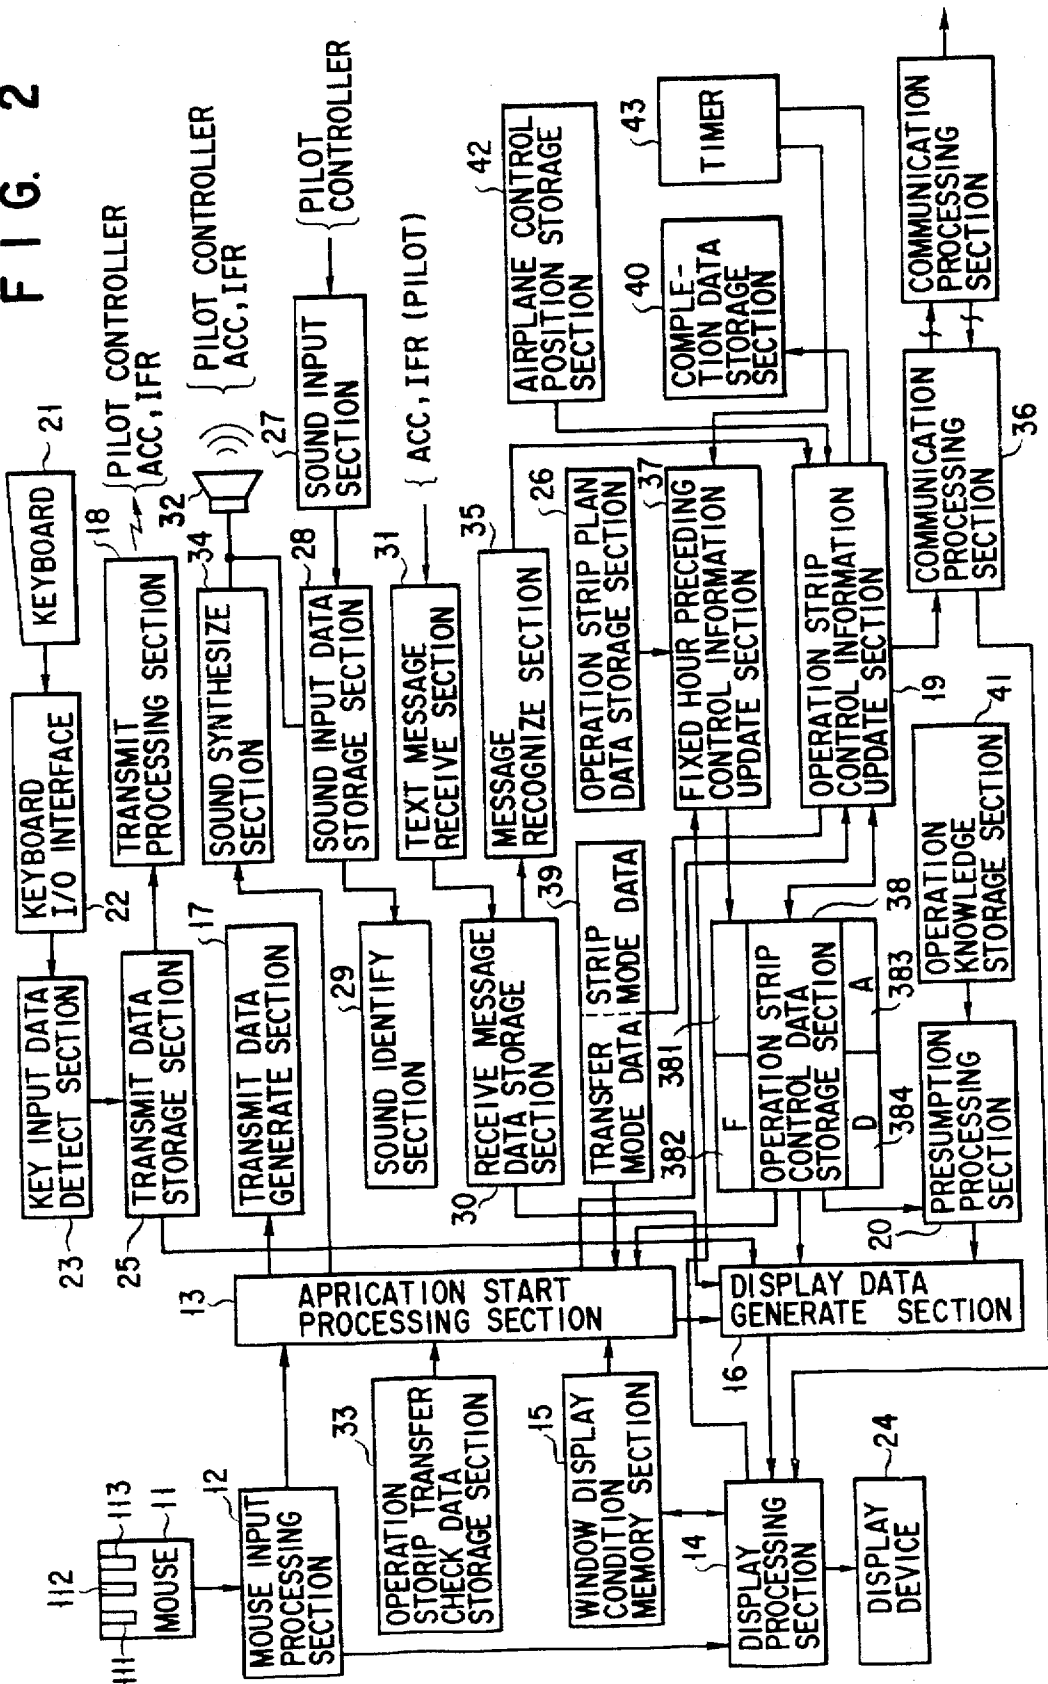 FIG. 2
KEYBOARD
21
KEYBOARD
I/O INTERFACE
22
KEY INPUT DATA
DETECT SECTION
23
TRANSMIT DATA
STORAGE SECTION
25
TRANSMIT
PROCESSING SECTION
18
PILOT CONTROLLER
ACC, IFR
TRANSMIT DATA
GENERATE SECTION
17
SOUND SYNTHESIZE
SECTION
34
32
PILOT CONTROLLER
ACC, IFR
SOUND INPUT
SECTION
27
PILOT
CONTROLLER
SOUND INPUT DATA
STORAGE SECTION
28
SOUND IDENTIFY
SECTION
29
TEXT MESSAGE
RECEIVE SECTION
31
ACC, IFR (PILOT)
RECEIVE MESSAGE
DATA STORAGE
SECTION
30
MESSAGE
RECOGNIZE SECTION
35
111
112
113
11
MOUSE
MOUSE INPUT
PROCESSING
SECTION
12
APRICATION START
PROCESSING SECTION
13
OPERATION
STORIP TRANSFER
CHECK DATA
STORAGE SECTION
33
WINDOW DISPLAY
CONDITION
MEMORY SECTION
15
TRANSFER
MODE DATA
STRIP
MODE DATA
39
OPERATION STRIP PLAN
DATA STORAGE SECTION
26
AIRPLANE CONTROL
POSITION STORAGE
SECTION
42
FIXED HOUR PRECEDING
CONTROL INFORMATION
UPDATE SECTION
37
COMPLE-
TION DATA
STORAGE
SECTION
40
TIMER
43
382
381
F
OPERATION STRIP
CONTROL DATA
STORAGE SECTION
38
D
A
384
383
OPERATION STRIP
CONTROL INFORMATION
UPDATE SECTION
19
DISPLAY DATA
GENERATE SECTION
16
PRESUMPTION
PROCESSING
SECTION
20
OPERATION
KNOWLEDGE
STORAGE SECTION
41
COMMUNICATION
PROCESSING
SECTION
36
COMMUNICATION
PROCESSING
SECTION
DISPLAY
PROCESSING
SECTION
14
DISPLAY
DEVICE
24